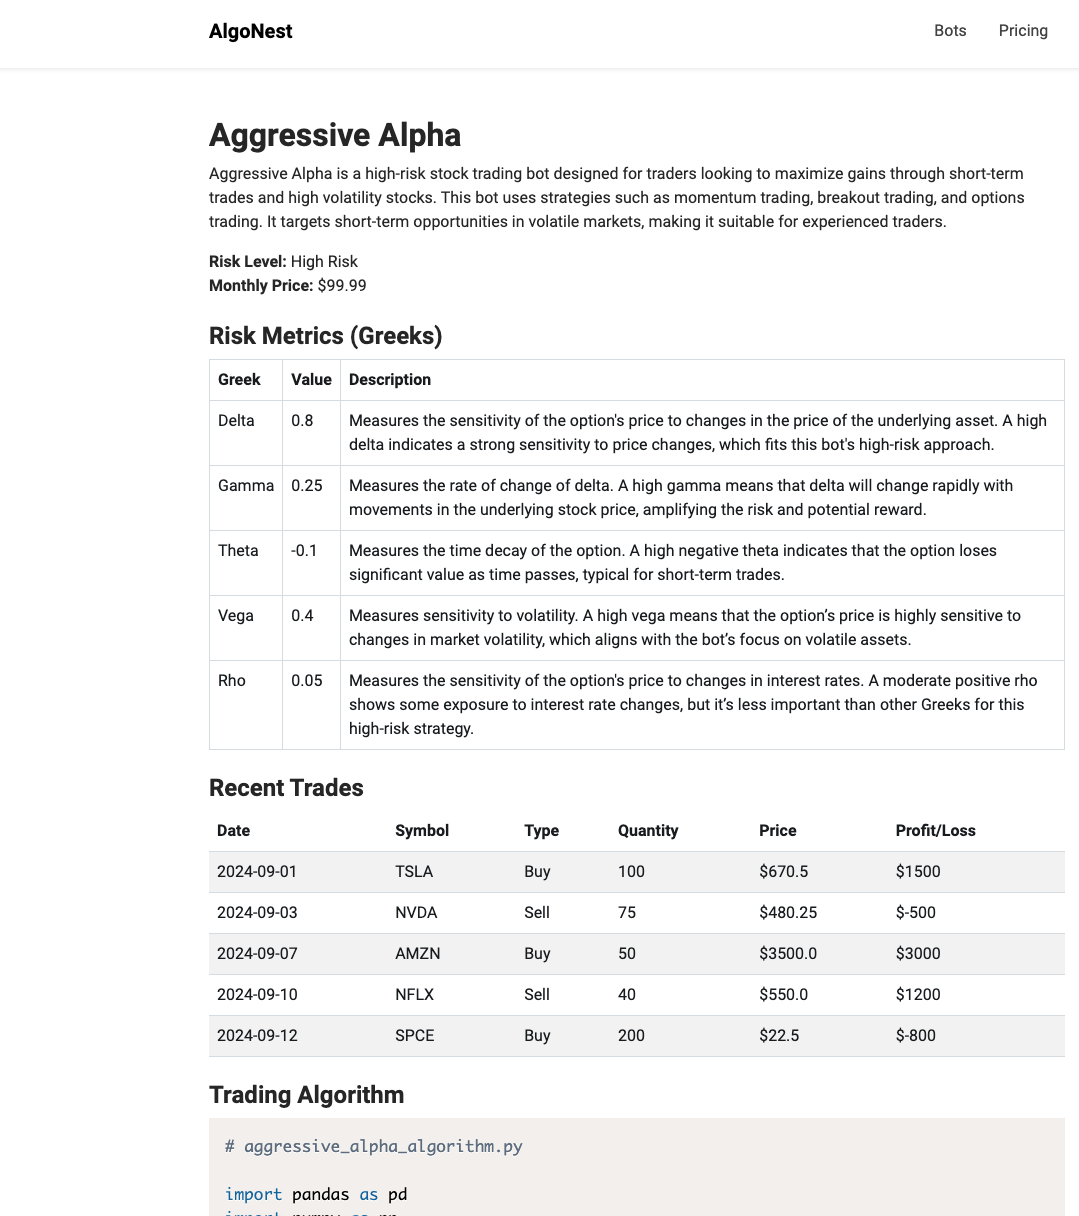 AlgoNest
Bots Pricing
Aggressive Alpha
Aggressive Alpha is a high-risk stock trading bot designed for traders looking to maximize gains through short-term
trades and high volatility stocks. This bot uses strategies such as momentum trading, breakout trading, and options
trading. It targets short-term opportunities in volatile markets, making it suitable for experienced traders.
Risk Level: High Risk
Monthly Price: $99.99
Risk Metrics (Greeks)
Greek Value Description
Delta 0.8 Measures the sensitivity of the option's price to changes in the price of the underlying asset. A high
delta indicates a strong sensitivity to price changes, which fits this bot's high-risk approach.
Gamma 0.25 Measures the rate of change of delta. A high gamma means that delta will change rapidly with
movements in the underlying stock price, amplifying the risk and potential reward.
Theta -0.1 Measures the time decay of the option. A high negative theta indicates that the option loses
significant value as time passes, typical for short-term trades.
Vega 0.4 Measures sensitivity to volatility. A high vega means that the option’s price is highly sensitive to
changes in market volatility, which aligns with the bot’s focus on volatile assets.
Rho 0.05 Measures the sensitivity of the option's price to changes in interest rates. A moderate positive rho
shows some exposure to interest rate changes, but it’s less important than other Greeks for this
high-risk strategy.
Recent Trades
Date Symbol Type Quantity Price Profit/Loss
2024-09-01 TSLA Buy 100 $670.5 $1500
2024-09-03 NVDA Sell 75 $480.25 $-500
2024-09-07 AMZN Buy 50 $3500.0 $3000
2024-09-10 NFLX Sell 40 $550.0 $1200
2024-09-12 SPCE Buy 200 $22.5 $-800
Trading Algorithm
# aggressive_alpha_algorithm.py
import pandas as pd